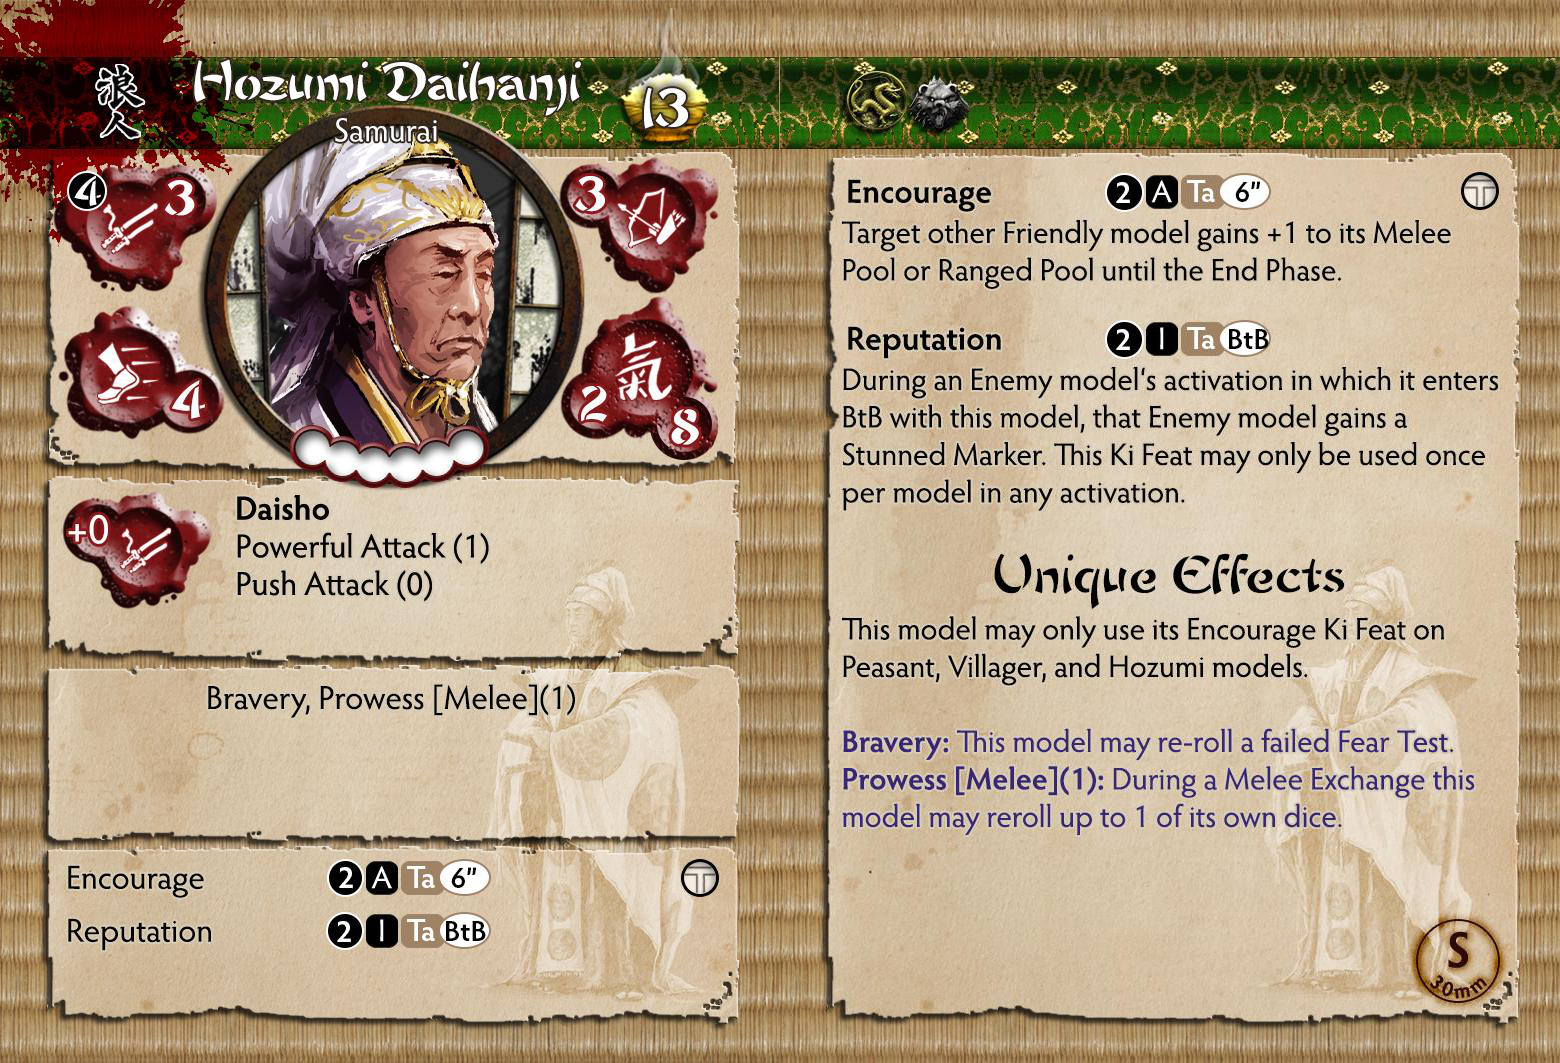 浪人
Hozumi Daihanji
13
Samurai
4
3
3
4
氣
2
8
+0
Daisho
Powerful Attack (1)
Push Attack (0)
Bravery, Prowess [Melee](1)
Encourage 2 A Ta 6” T
Reputation 2 I Ta BtB
Encourage 2 A Ta 6” T
Target other Friendly model gains +1 to its Melee
Pool or Ranged Pool until the End Phase.
Reputation 2 I Ta BtB
During an Enemy model's activation in which it enters
BtB with this model, that Enemy model gains a
Stunned Marker. This Ki Feat may only be used once
per model in any activation.
Unique Effects
This model may only use its Encourage Ki Feat on
Peasant, Villager, and Hozumi models.
Bravery: This model may re-roll a failed Fear Test.
Prowess [Melee](1): During a Melee Exchange this
model may reroll up to 1 of its own dice.
S
30mm